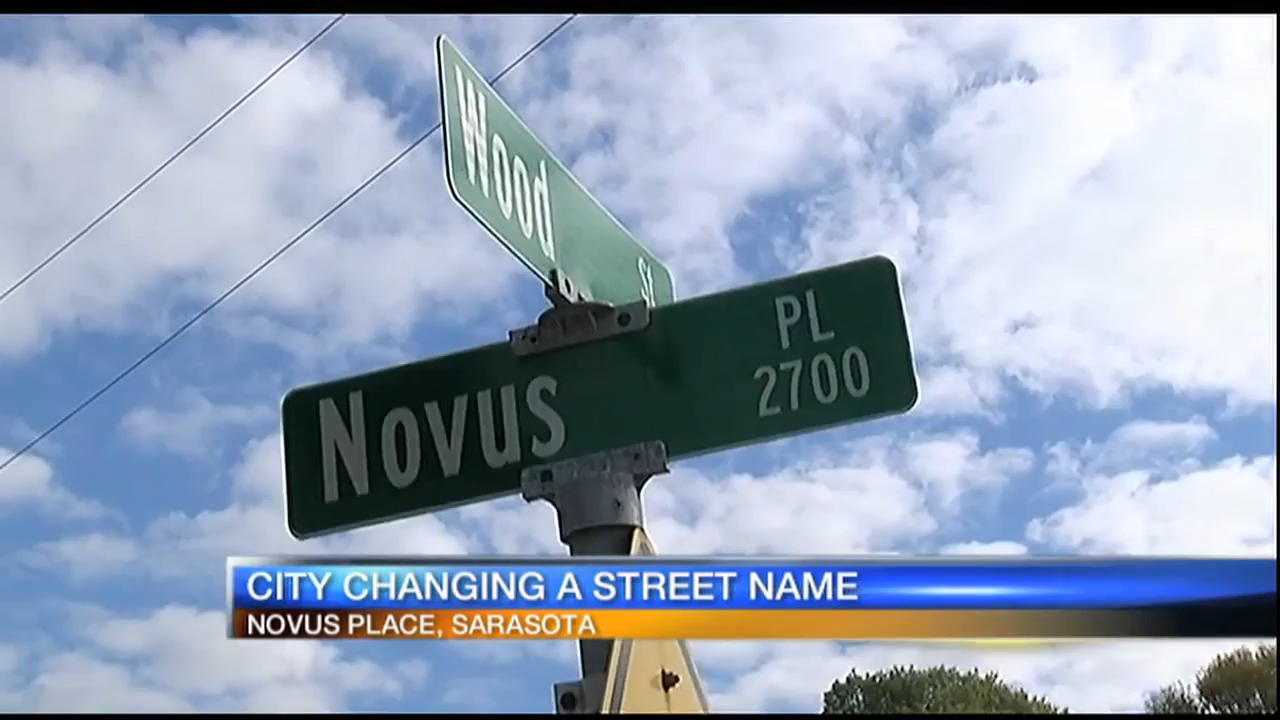 Wood St
Novus PL
2700
CITY CHANGING A STREET NAME
NOVUS PLACE, SARASOTA